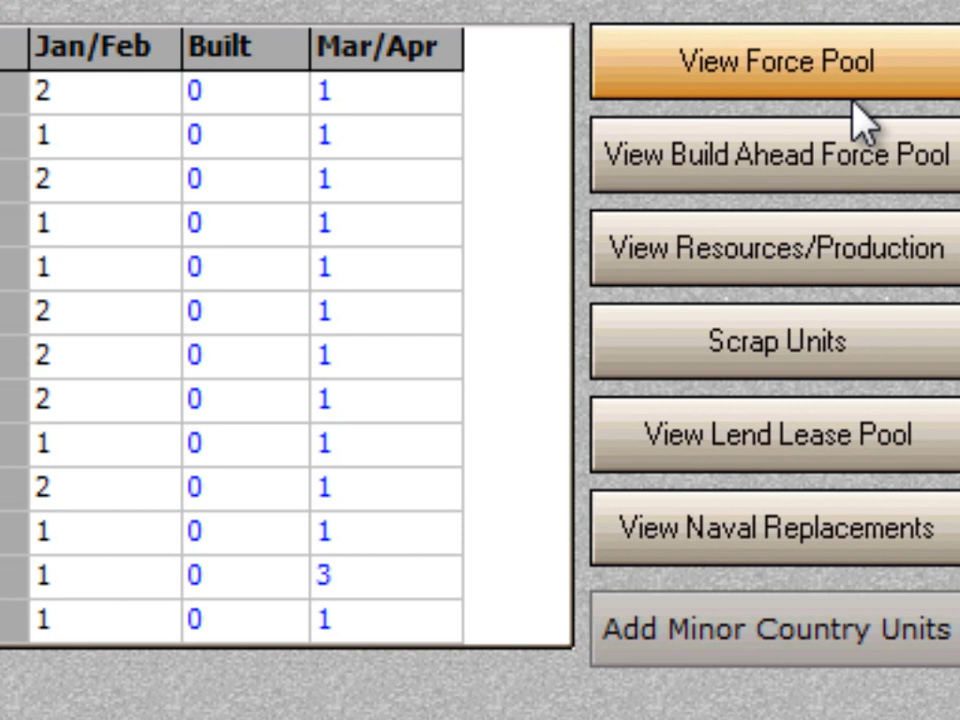 Jan/Feb Built Mar/Apr
2 0 1
1 0 1
2 0 1
1 0 1
1 0 1
2 0 1
2 0 1
2 0 1
1 0 1
2 0 1
1 0 1
1 0 3
1 0 1
View Force Pool
View Build Ahead Force Pool
View Resources/Production
Scrap Units
View Lend Lease Pool
View Naval Replacements
Add Minor Country Units